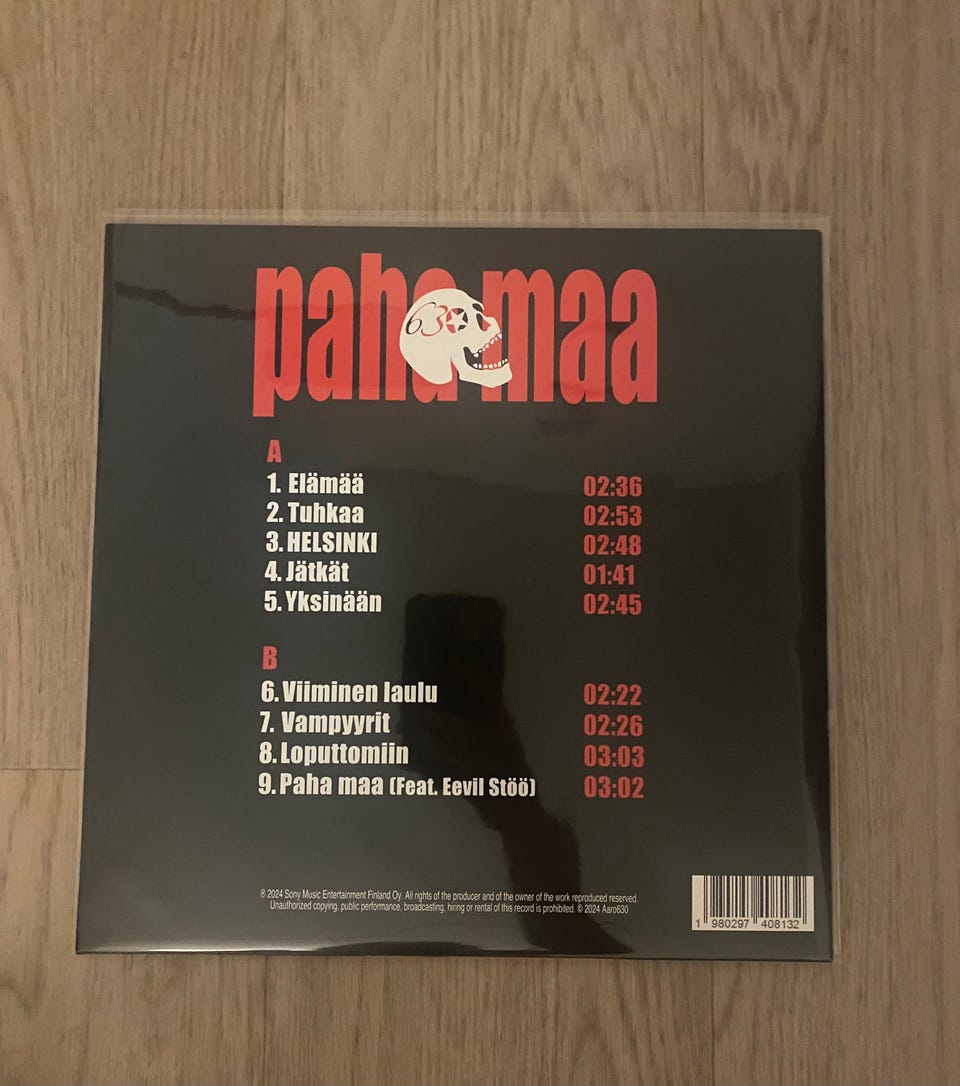 paha maa
630
A
1. Elämää 02:36
2. Tuhkaa 02:53
3. HELSINKI 02:48
4. Jätkät 01:41
5. Yksinään 02:45
B
6. Viiminen laulu 02:22
7. Vampyyrit 02:26
8. Loputtomiin 03:03
9. Paha maa (Feat. Eevil Stöö) 03:02
℗ 2024 Sony Music Entertainment Finland Oy. All rights of the producer and of the owner of the work reproduced reserved.
Unauthorized copying, public performance, broadcasting, hiring or rental of this record is prohibited. © 2024 Aaro630
1 980297 408132